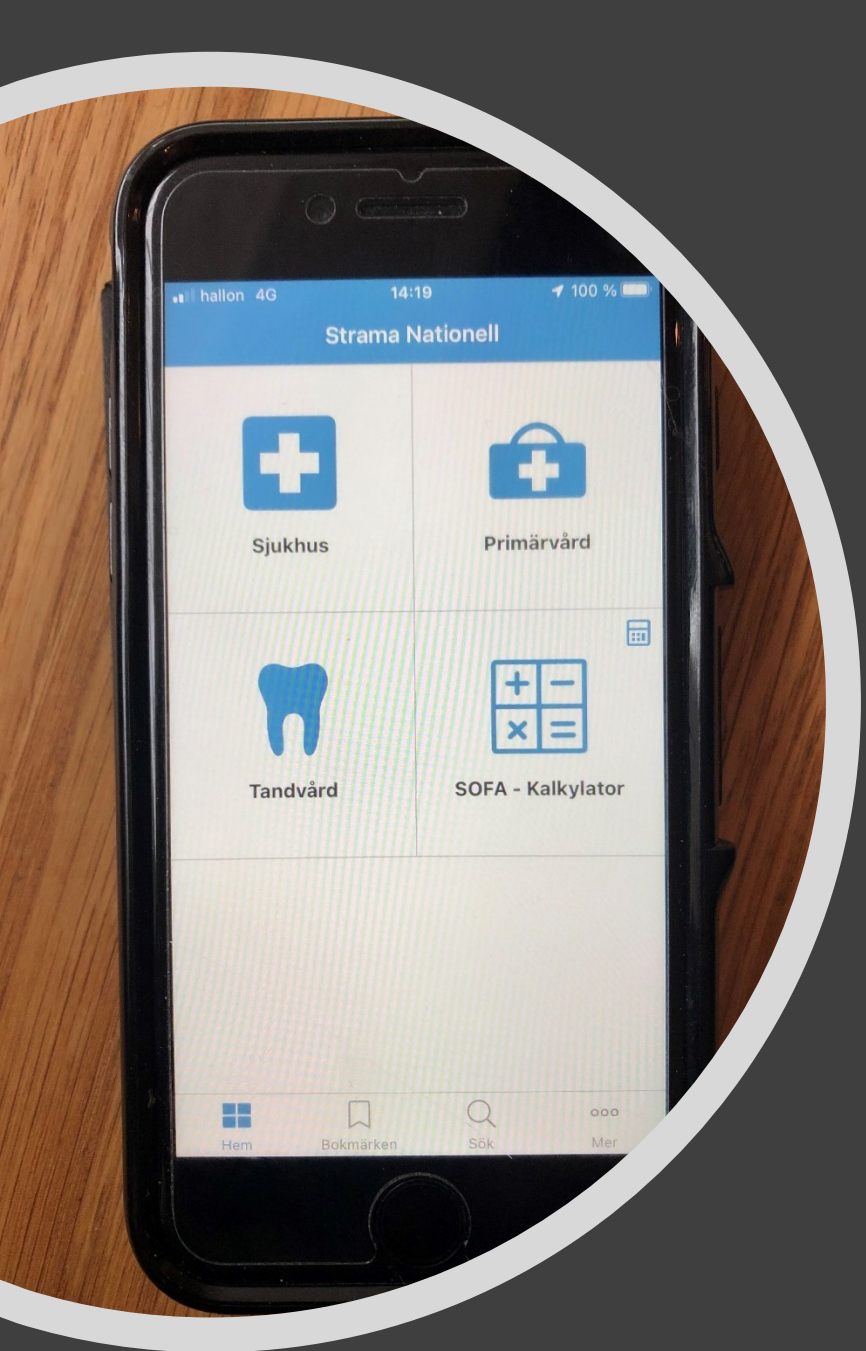 hallon 4G 14:19 100 %
Strama Nationell
Sjukhus Primärvård
Tandvård SOFA - Kalkylator
Hem Bokmärken Sök Mer